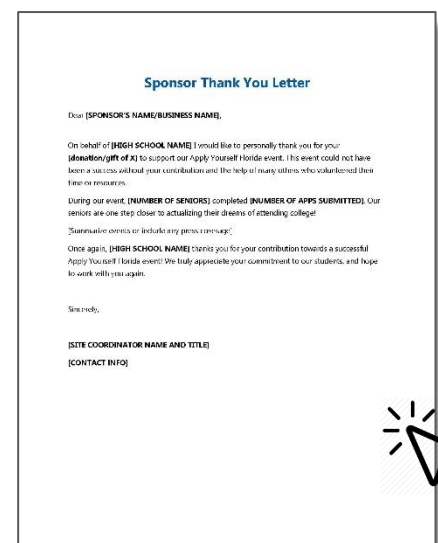 Sponsor Thank You Letter
Dear [SPONSOR'S NAME/BUSINESS NAME],
On behalf of [HIGH SCHOOL NAME] I would like to personally thank you for your
(donation/gift of X) to support our Apply Yourself Florida event. This event could not have
been a success without your contribution and the help of many others who volunteered their
time or resources.
During our event, [NUMBER OF SENIORS] completed [NUMBER OF APPS SUBMITTED]. Our
seniors are one step closer to actualizing their dreams of attending college!
[Summarize events or include any press coverage]
Once again, [HIGH SCHOOL NAME] thanks you for your contribution towards a successful
Apply Yourself Florida event! We truly appreciate your commitment to our students, and hope
to work with you again.
Sincerely,
[SITE COORDINATOR NAME AND TITLE]
[CONTACT INFO]